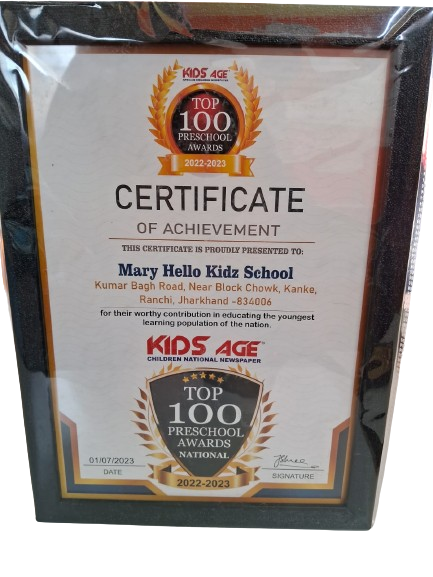 KIDS AGE
TOP
100
PRESCHOOL
AWARDS
2022-2023
CERTIFICATE
OF ACHIEVEMENT
THIS CERTIFICATE IS PROUDLY PRESENTED TO:
Mary Hello Kidz School
Kumar Bagh Road, Near Block Chowk, Kanke,
Ranchi, Jharkhand -834006
for their worthy contribution in educating the youngest
learning population of the nation.
KIDS AGE™
CHILDREN NATIONAL NEWSPAPER
TOP
100
PRESCHOOL
AWARDS
NATIONAL
2022-2023
01/07/2023
DATE
SIGNATURE